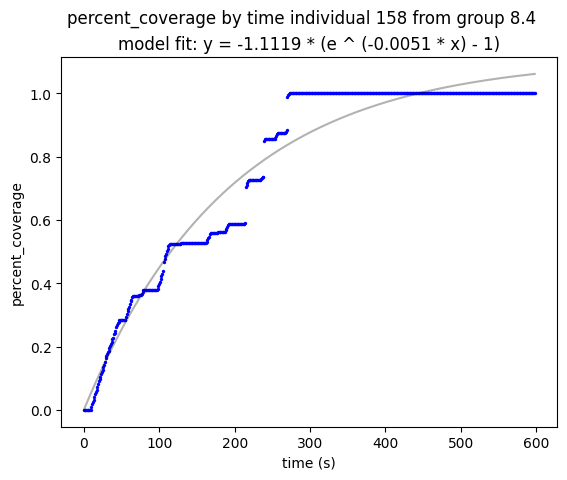 percent_coverage by time individual 158 from group 8.4
model fit: y = -1.1119 * (e ^ (-0.0051 * x) - 1)
percent_coverage
1.0
0.8
0.6
0.4
0.2
0.0
0 100 200 300 400 500 600
time (s)